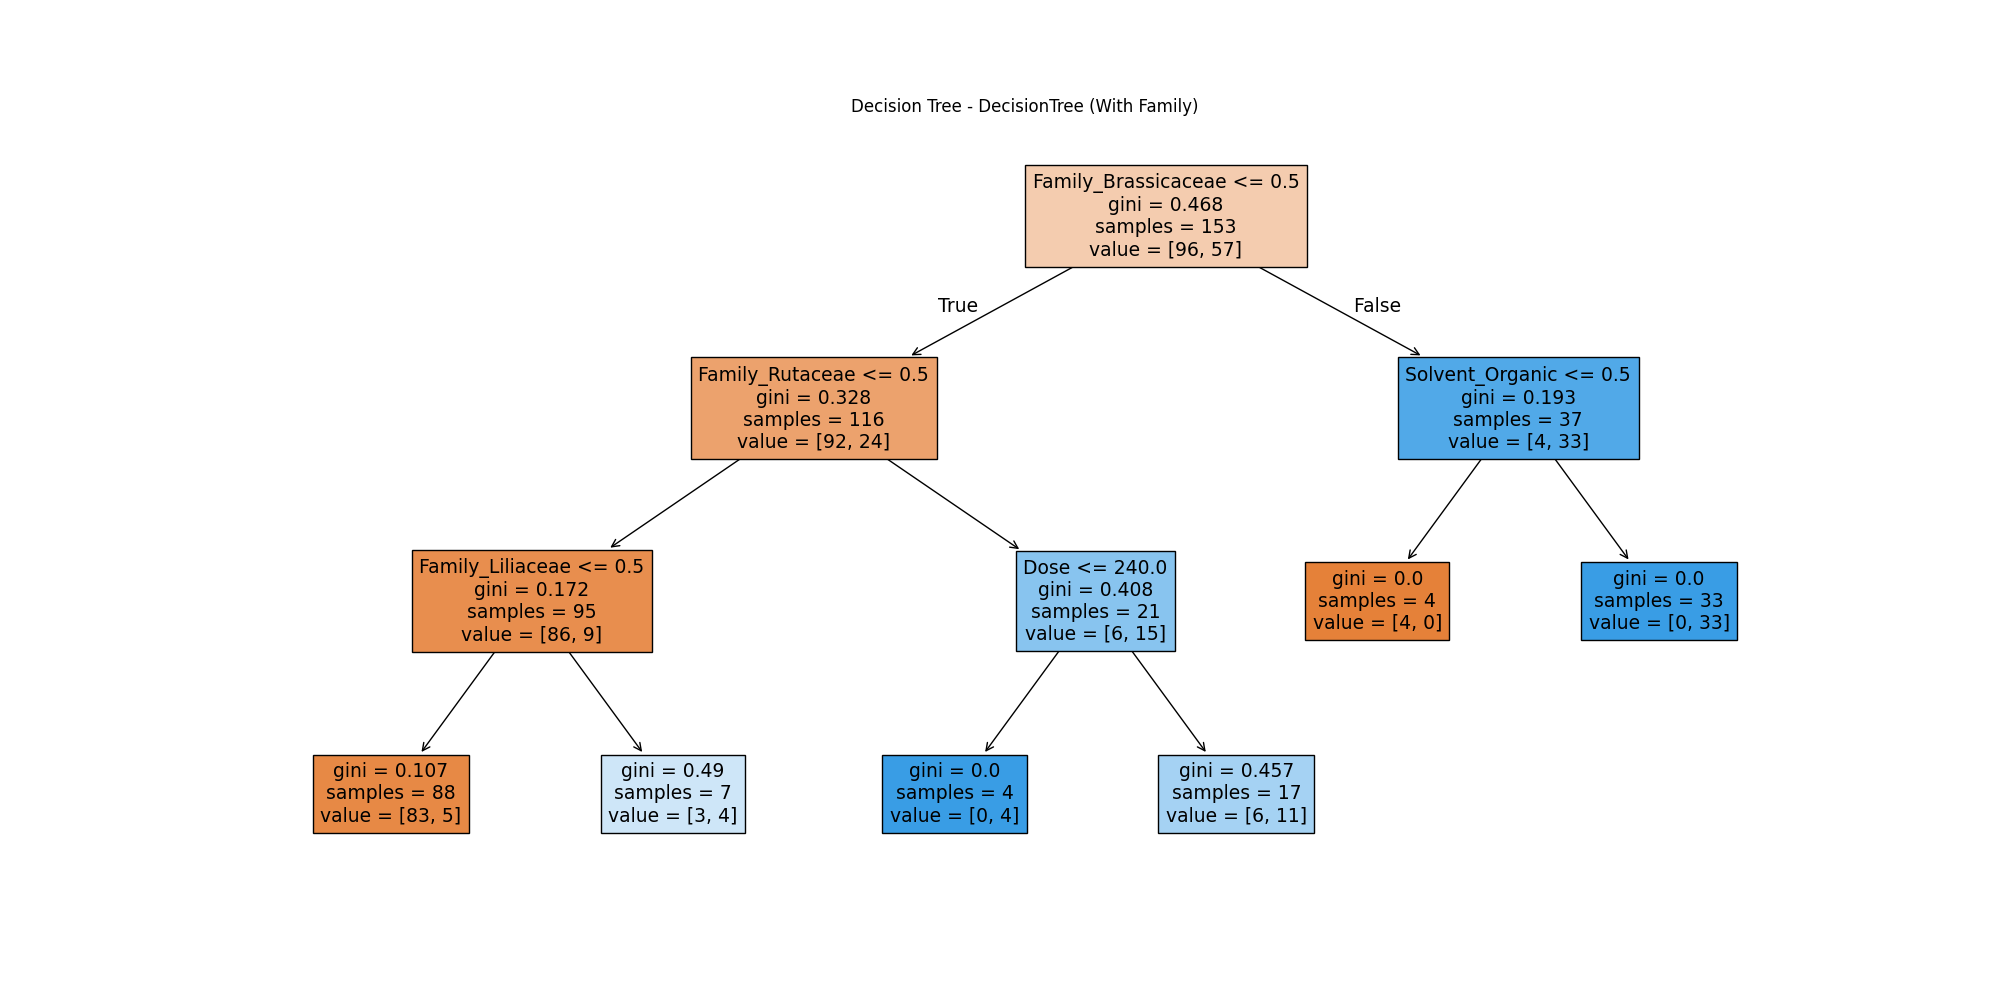 Decision Tree - DecisionTree (With Family)
Family_Brassicaceae <= 0.5
gini = 0.468
samples = 153
value = [96, 57]
True
False
Family_Rutaceae <= 0.5
gini = 0.328
samples = 116
value = [92, 24]
Solvent_Organic <= 0.5
gini = 0.193
samples = 37
value = [4, 33]
Family_Liliaceae <= 0.5
gini = 0.172
samples = 95
value = [86, 9]
Dose <= 240.0
gini = 0.408
samples = 21
value = [6, 15]
gini = 0.0
samples = 4
value = [4, 0]
gini = 0.0
samples = 33
value = [0, 33]
gini = 0.107
samples = 88
value = [83, 5]
gini = 0.49
samples = 7
value = [3, 4]
gini = 0.0
samples = 4
value = [0, 4]
gini = 0.457
samples = 17
value = [6, 11]